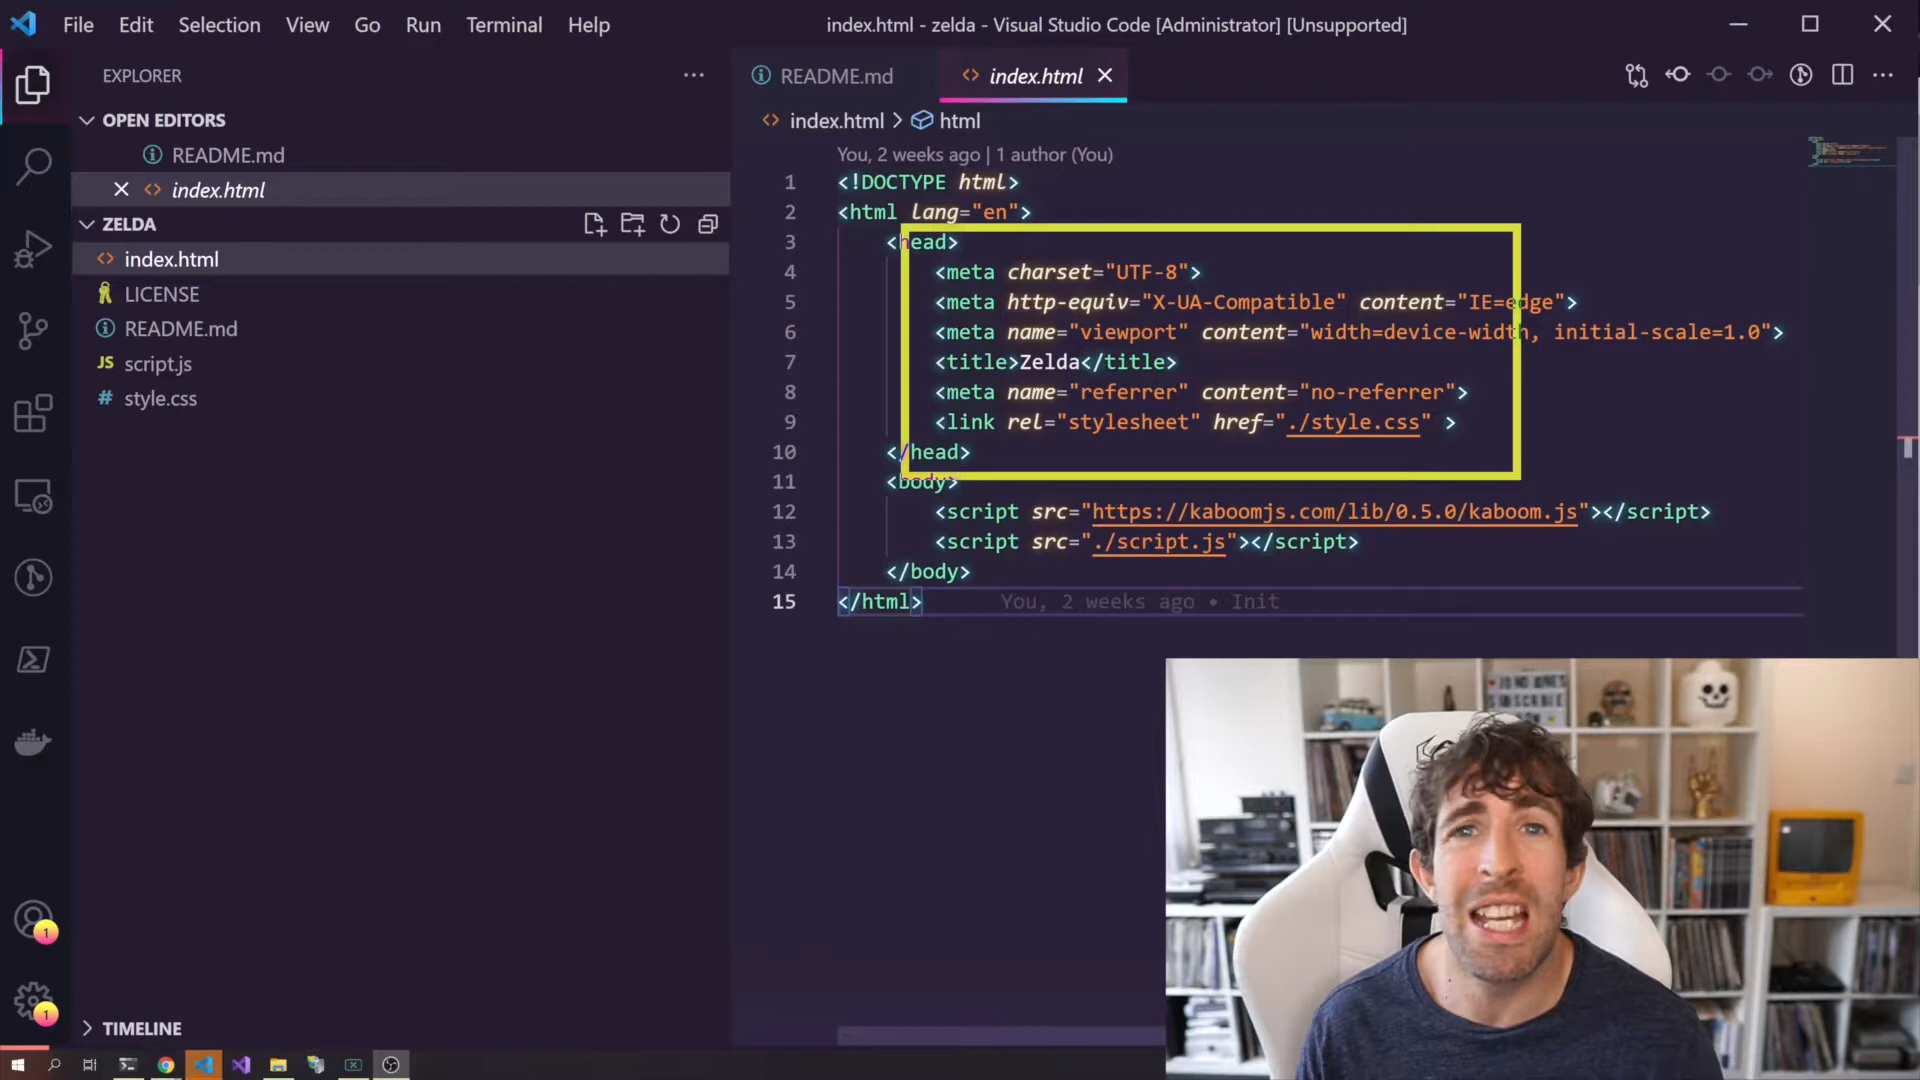 File Edit Selection View Go Run Terminal Help
index.html - zelda - Visual Studio Code [Administrator] [Unsupported]
EXPLORER
OPEN EDITORS
README.md
index.html
ZELDA
index.html
LICENSE
README.md
JS script.js
# style.css
TIMELINE
1
1
README.md
index.html
index.html > html
You, 2 weeks ago | 1 author (You)
1 <!DOCTYPE html>
2 <html lang="en">
3 <head>
4 <meta charset="UTF-8">
5 <meta http-equiv="X-UA-Compatible" content="IE=edge">
6 <meta name="viewport" content="width=device-width, initial-scale=1.0">
7 <title>Zelda</title>
8 <meta name="referrer" content="no-referrer">
9 <link rel="stylesheet" href="./style.css" >
10 </head>
11 <body>
12 <script src="https://kaboomjs.com/lib/0.5.0/kaboom.js"></script>
13 <script src="./script.js"></script>
14 </body>
15 </html> You, 2 weeks ago • Init
JONO JONES
SUBSCRIBE